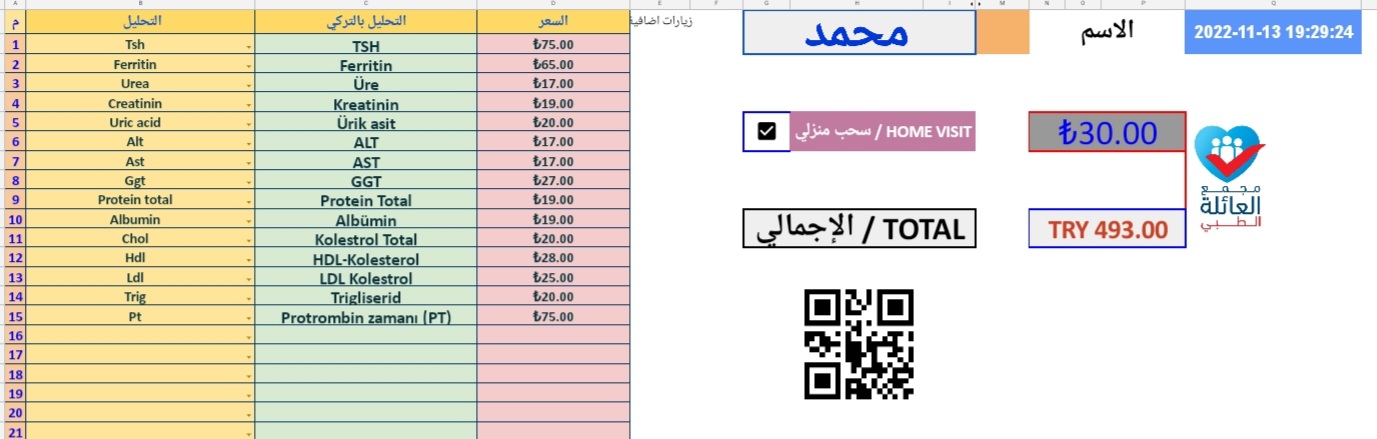 A B C D E F G H I M N O P Q
م التحليل التحليل بالتركي السعر زيارات اضافية
1 Tsh TSH ₺75.00
2 Ferritin Ferritin ₺65.00
3 Urea Üre ₺17.00
4 Creatinin Kreatinin ₺19.00
5 Uric acid Ürik asit ₺20.00
6 Alt ALT ₺17.00
7 Ast AST ₺17.00
8 Ggt GGT ₺27.00
9 Protein total Protein Total ₺19.00
10 Albumin Albümin ₺19.00
11 Chol Kolestrol Total ₺20.00
12 Hdl HDL-Kolesterol ₺28.00
13 Ldl LDL Kolestrol ₺25.00
14 Trig Trigliserid ₺20.00
15 Pt Protrombin zamanı (PT) ₺75.00
16
17
18
19
20
21
محمد
الاسم
2022-11-13 19:29:24
سحب منزلي / HOME VISIT
₺30.00
الإجمالي / TOTAL
TRY 493.00
مجمع
العائلة
الطبي